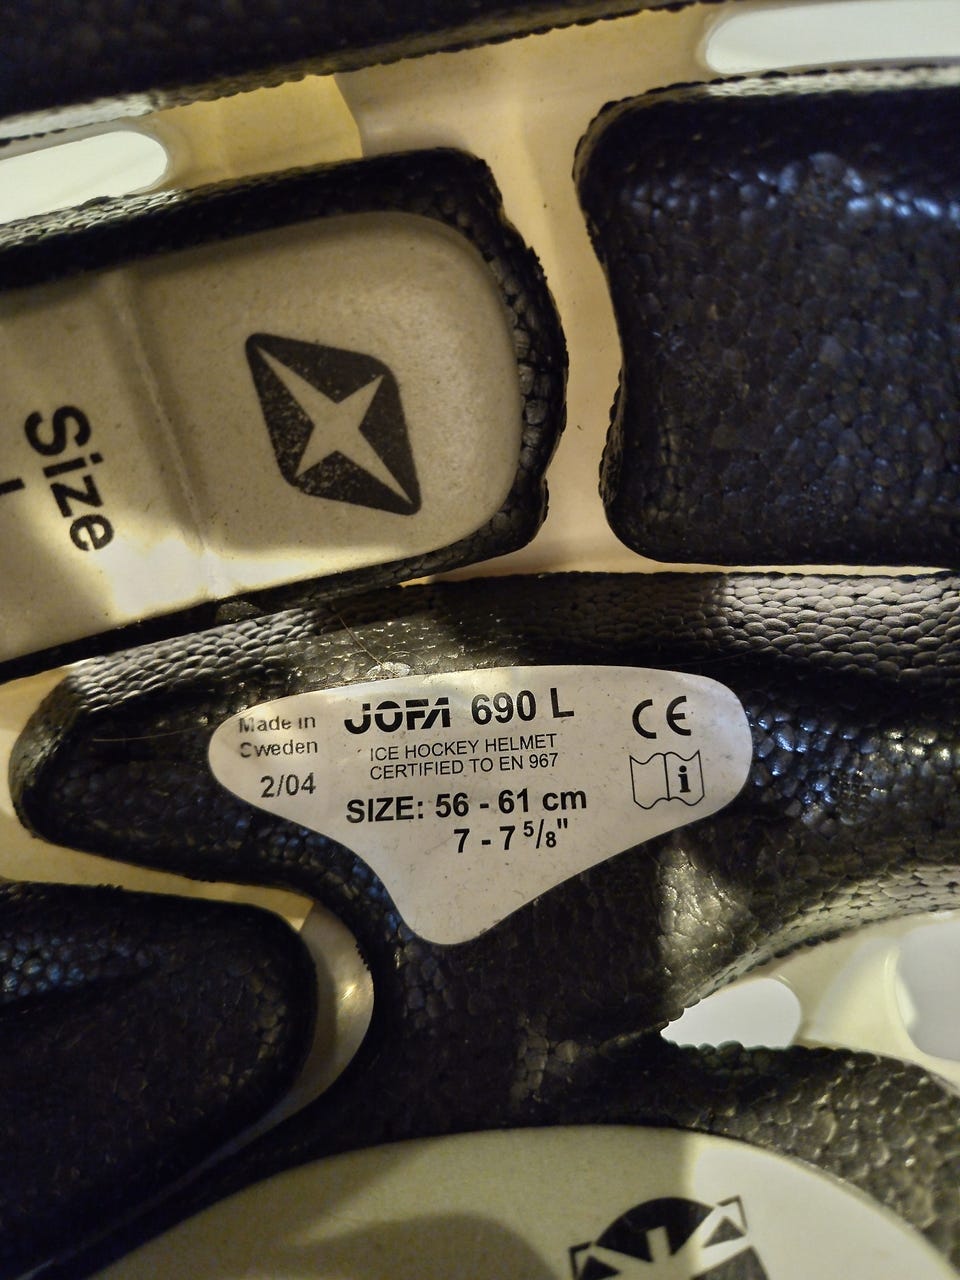 Size
L
Made in
Sweden
2/04
JOFA 690 L
ICE HOCKEY HELMET
CERTIFIED TO EN 967
SIZE: 56 - 61 cm
7 - 7 5/8"
CE
i